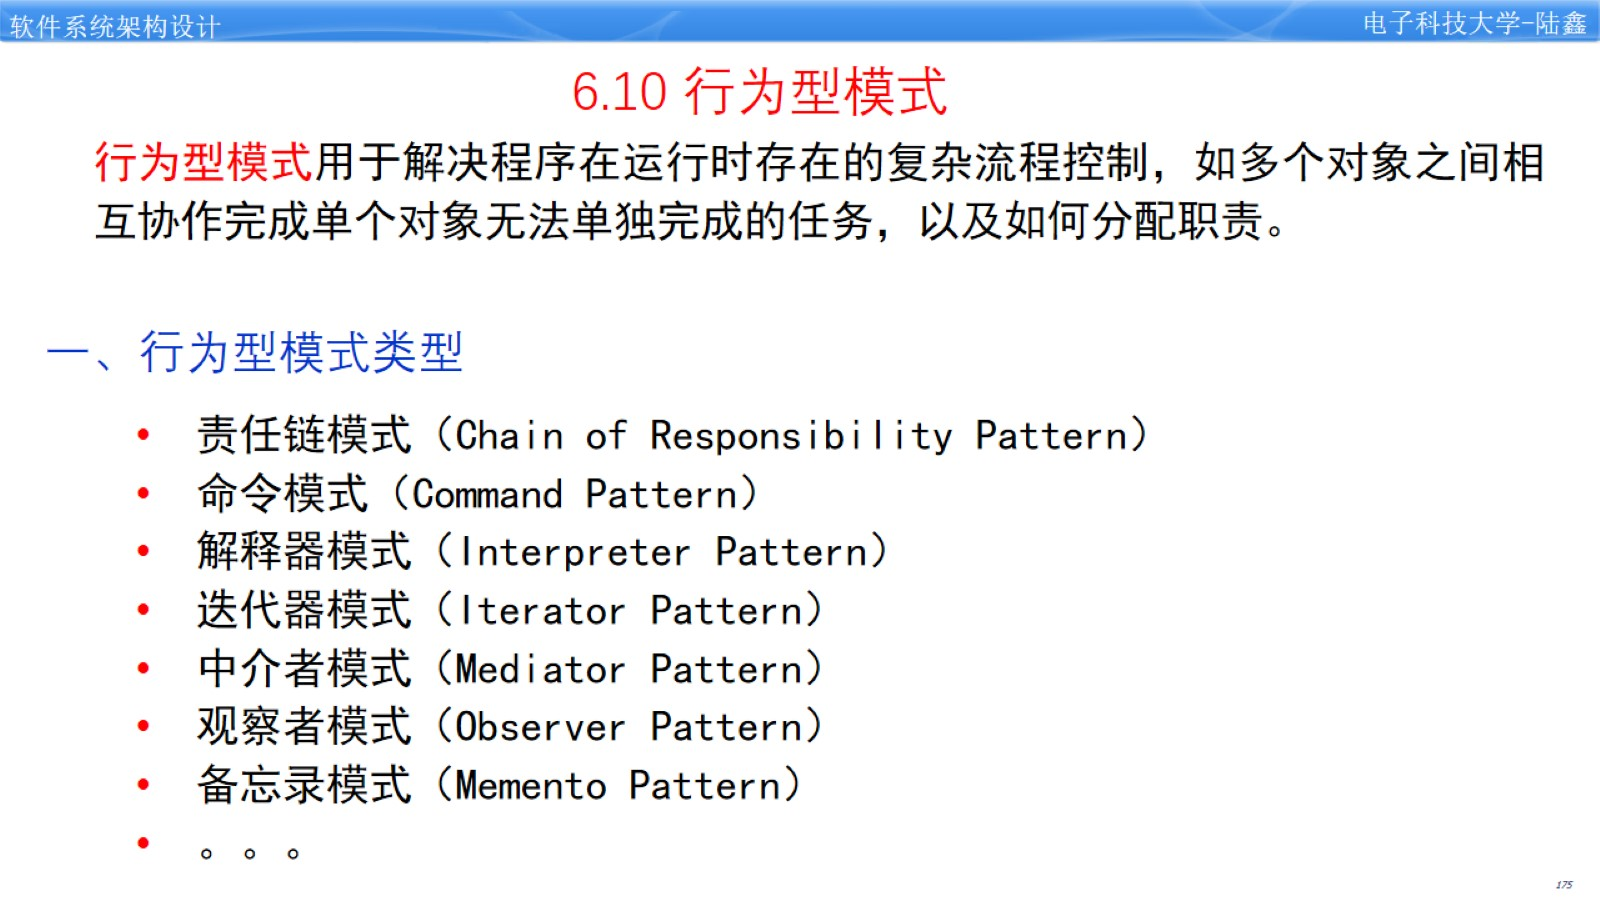 软件系统架构设计
电子科技大学-陆鑫
6.10 行为型模式
行为型模式用于解决程序在运行时存在的复杂流程控制，如多个对象之间相
互协作完成单个对象无法单独完成的任务，以及如何分配职责。
一、行为型模式类型
• 责任链模式（Chain of Responsibility Pattern）
• 命令模式（Command Pattern）
• 解释器模式（Interpreter Pattern）
• 迭代器模式（Iterator Pattern）
• 中介者模式（Mediator Pattern）
• 观察者模式（Observer Pattern）
• 备忘录模式（Memento Pattern）
• 。。。
175